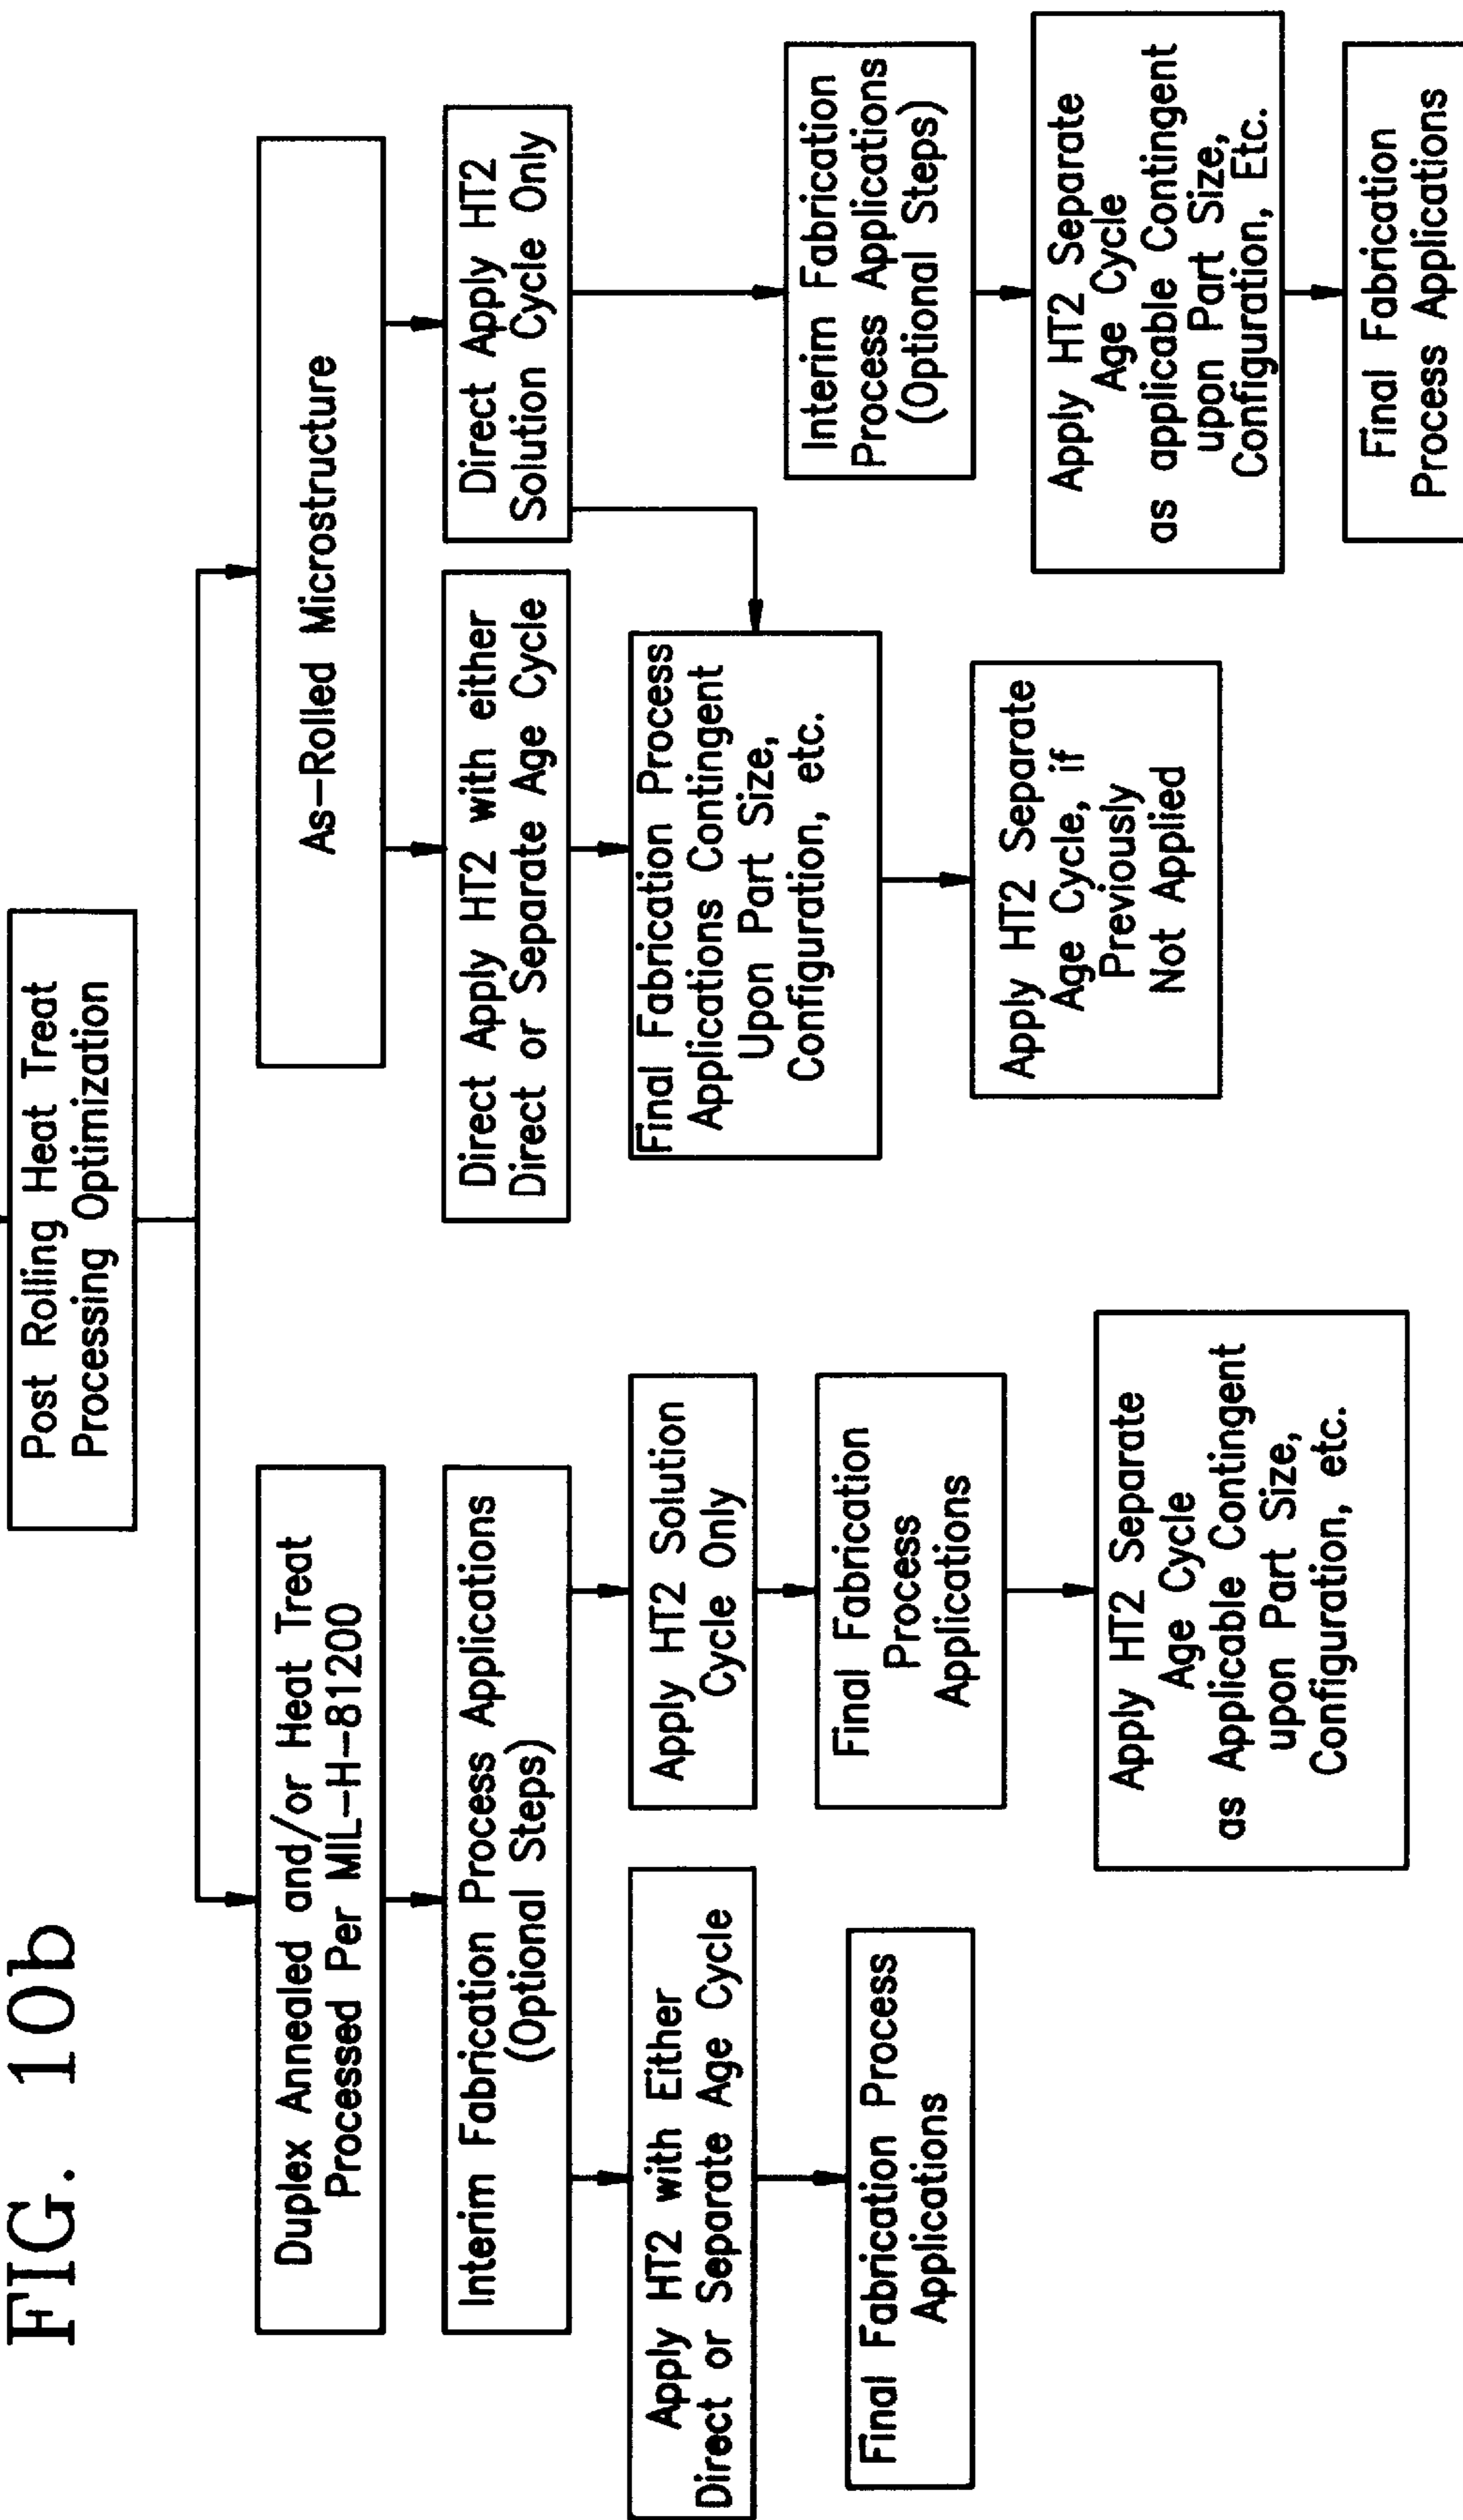 FIG. 10b
Post Rolling Heat Treat
Processing Optimization
Duplex Annealed and/or Heat Treat
Processed Per MIL-H-81200
As-Rolled Microstructure
Interim Fabrication Process Applications
(Optional Steps)
Direct Apply HT2 with either
Direct or Separate Age Cycle
Direct Apply HT2
Solution Cycle Only
Apply HT2 with Either
Direct or Separate Age Cycle
Apply HT2 Solution
Cycle Only
Final Fabrication Process
Applications Contingent
Upon Part Size,
Configuration, etc.
Interim Fabrication
Process Applications
(Optional Steps)
Final Fabrication Process
Applications
Final Fabrication
Process
Applications
Apply HT2 Separate
Age Cycle, if
Previously
Not Applied
Apply HT2 Separate
Age Cycle
as applicable Contingent
upon Part Size,
Configuration, Etc.
Apply HT2 Separate
Age Cycle
as Applicable Contingent
upon Part Size,
Configuration, etc.
Final Fabrication
Process Applications